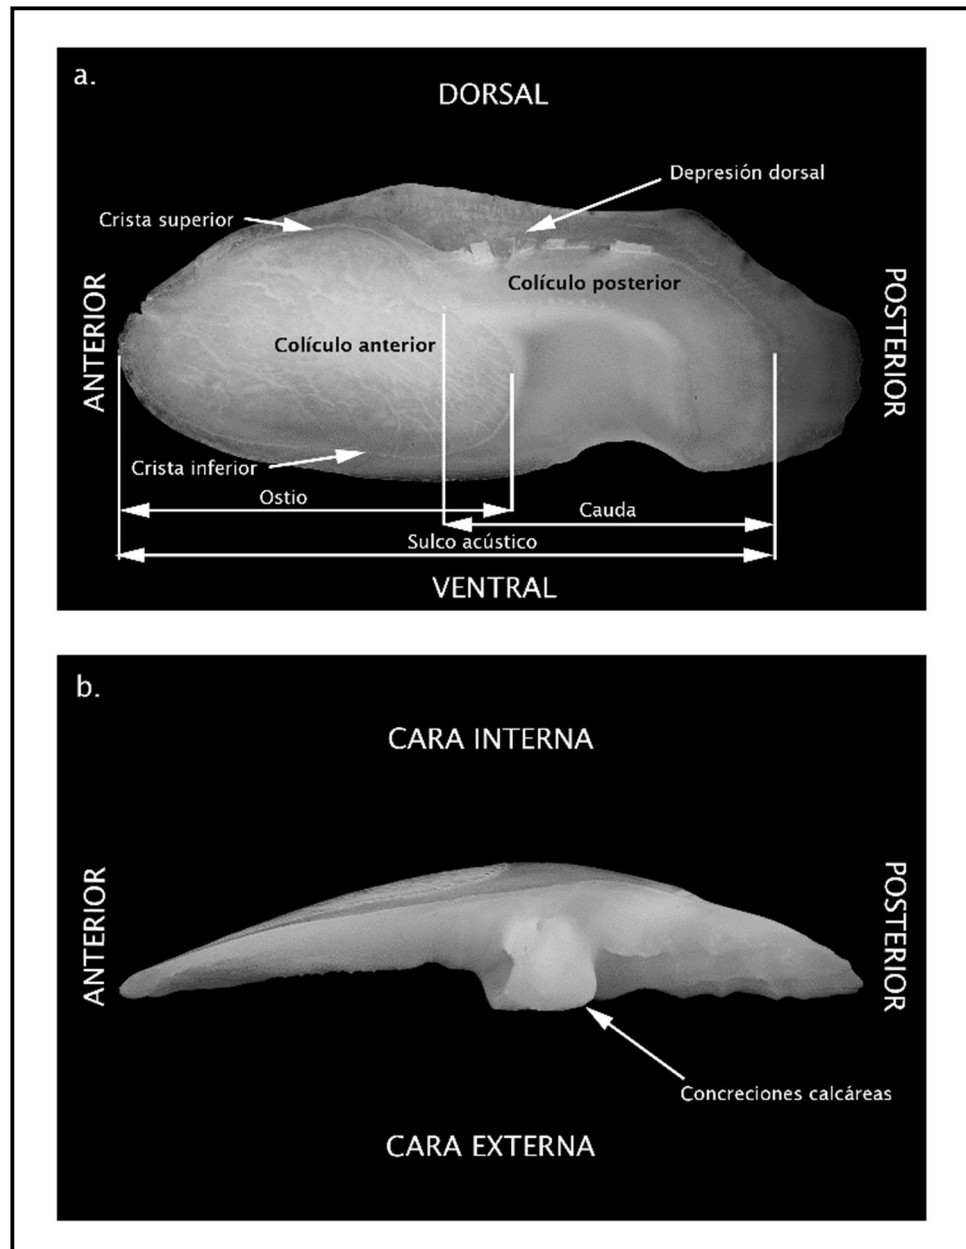 a.
DORSAL
Depresión dorsal
Crista superior
Colículo posterior
ANTERIOR
POSTERIOR
Colículo anterior
Crista inferior
Ostio
Cauda
Sulco acústico
VENTRAL
b.
CARA INTERNA
ANTERIOR
POSTERIOR
Concreciones calcáreas
CARA EXTERNA